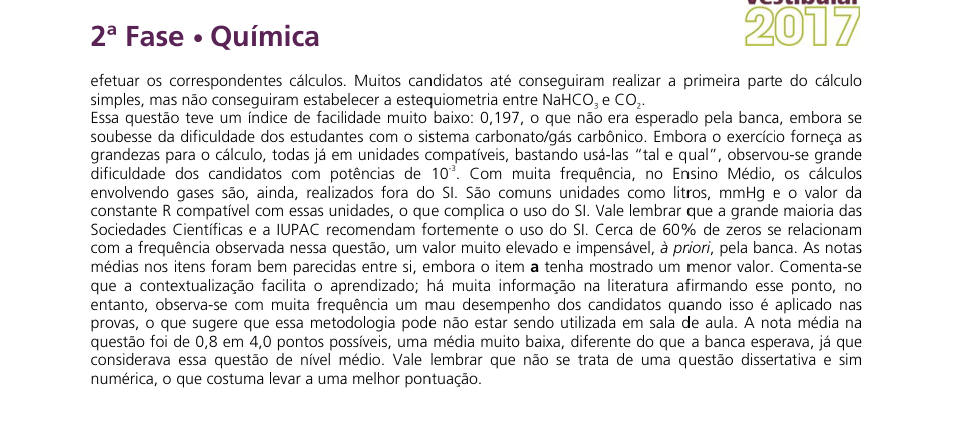 vestibular
2017
2ª Fase • Química
efetuar os correspondentes cálculos. Muitos candidatos até conseguiram realizar a primeira parte do cálculo
simples, mas não conseguiram estabelecer a estequiometria entre NaHCO₃ e CO₂.
Essa questão teve um índice de facilidade muito baixo: 0,197, o que não era esperado pela banca, embora se
soubesse da dificuldade dos estudantes com o sistema carbonato/gás carbônico. Embora o exercício forneça as
grandezas para o cálculo, todas já em unidades compatíveis, bastando usá-las “tal e qual”, observou-se grande
dificuldade dos candidatos com potências de 10⁻³. Com muita frequência, no Ensino Médio, os cálculos
envolvendo gases são, ainda, realizados fora do SI. São comuns unidades como litros, mmHg e o valor da
constante R compatível com essas unidades, o que complica o uso do SI. Vale lembrar que a grande maioria das
Sociedades Científicas e a IUPAC recomendam fortemente o uso do SI. Cerca de 60% de zeros se relacionam
com a frequência observada nessa questão, um valor muito elevado e impensável, à priori, pela banca. As notas
médias nos itens foram bem parecidas entre si, embora o item a tenha mostrado um menor valor. Comenta-se
que a contextualização facilita o aprendizado; há muita informação na literatura afirmando esse ponto, no
entanto, observa-se com muita frequência um mau desempenho dos candidatos quando isso é aplicado nas
provas, o que sugere que essa metodologia pode não estar sendo utilizada em sala de aula. A nota média na
questão foi de 0,8 em 4,0 pontos possíveis, uma média muito baixa, diferente do que a banca esperava, já que
considerava essa questão de nível médio. Vale lembrar que não se trata de uma questão dissertativa e sim
numérica, o que costuma levar a uma melhor pontuação.